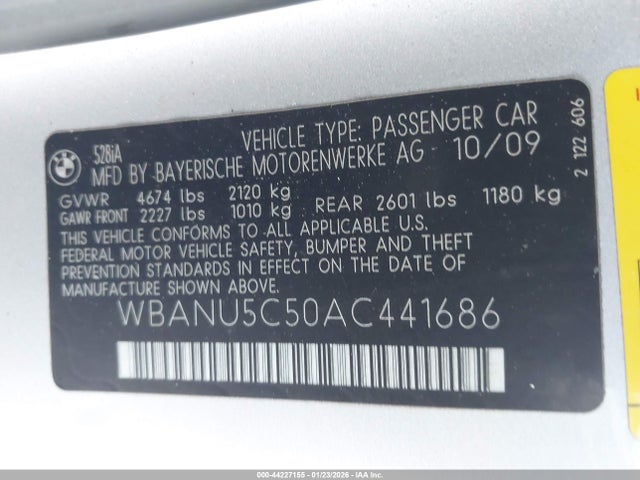 BMW
528iA
VEHICLE TYPE: PASSENGER CAR
MFD BY BAYERISCHE MOTORENWERKE AG 10/09
GVWR 4674 lbs 2120 kg
GAWR FRONT 2227 lbs 1010 kg REAR 2601 lbs 1180 kg
THIS VEHICLE CONFORMS TO ALL APPLICABLE U.S.
FEDERAL MOTOR VEHICLE SAFETY, BUMPER AND THEFT
PREVENTION STANDARDS IN EFFECT ON THE DATE OF
MANUFACTURE SHOWN ABOVE.
WBANU5C50AC441686
2 122 606
000-44227155 - 01/23/2026 - Copyright © IAA, Inc.